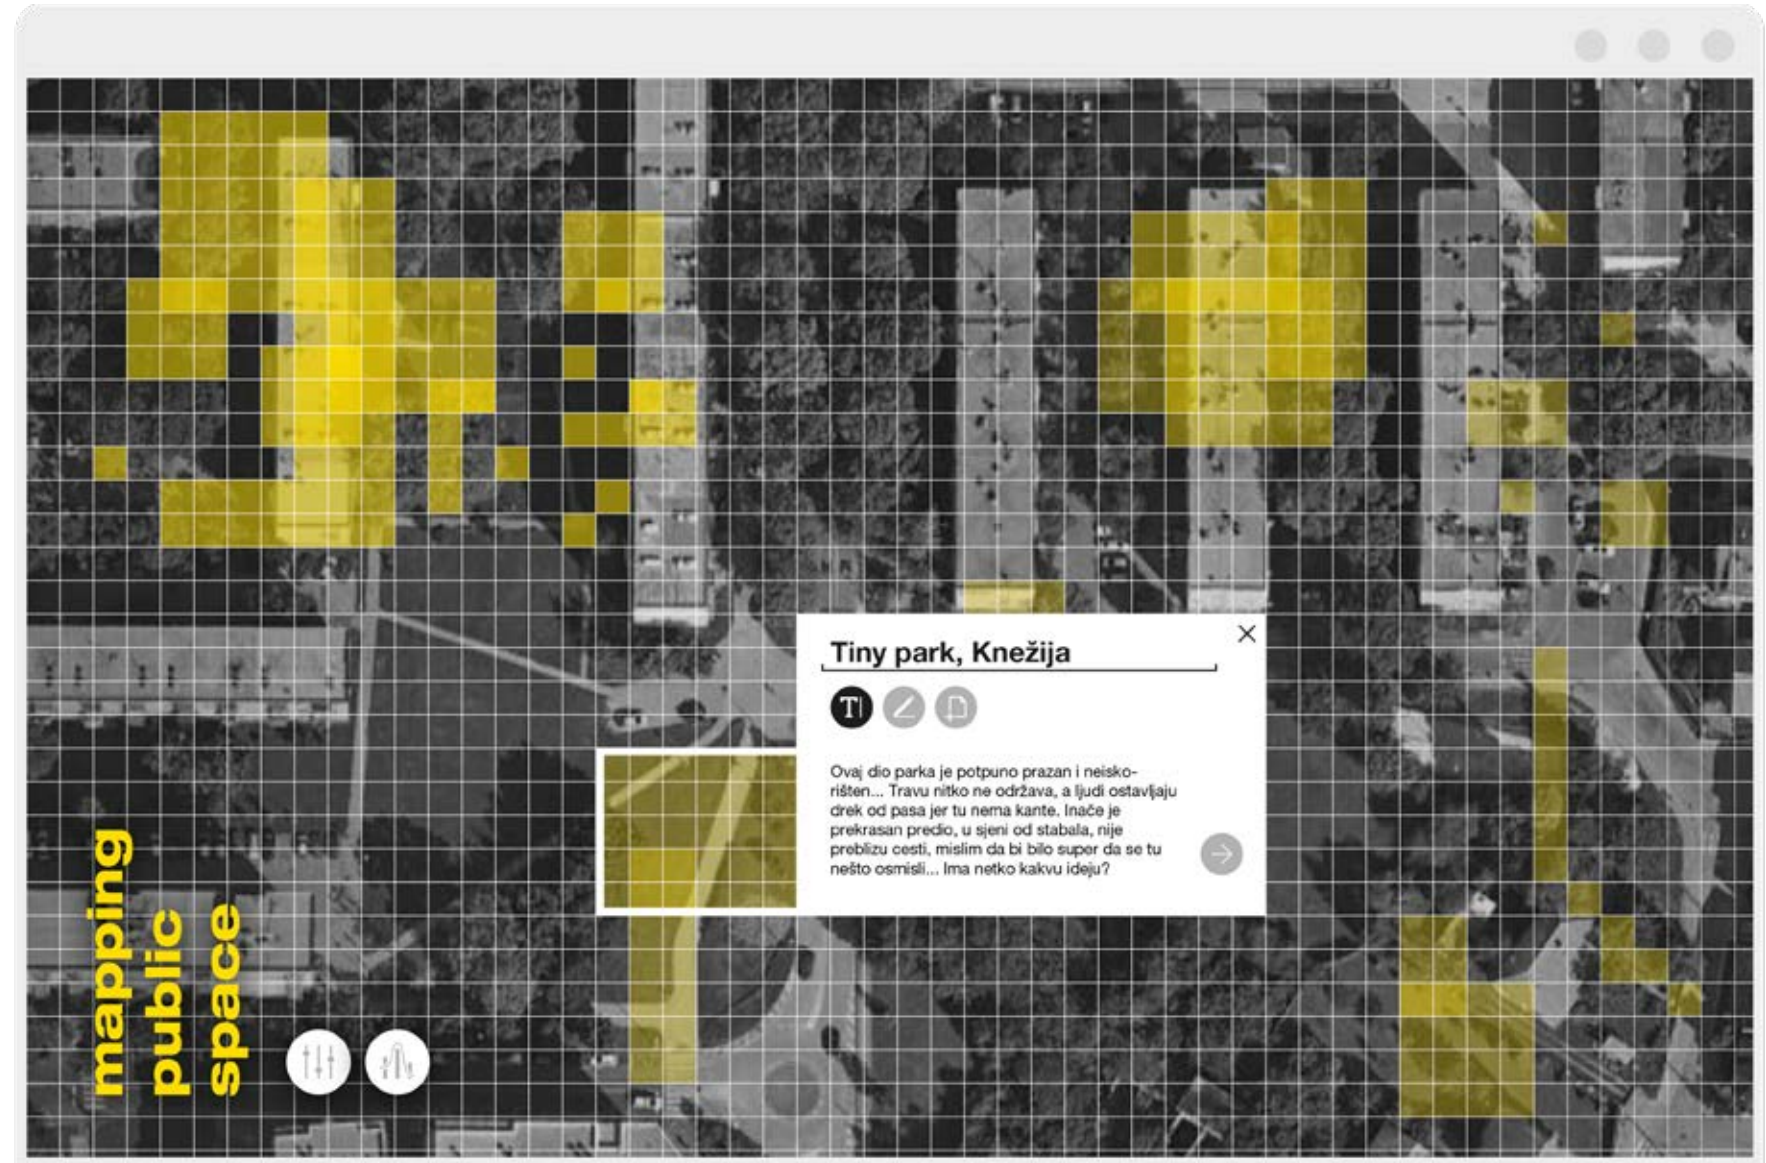 Tiny park, Knežija
T
Ovaj dio parka je potpuno prazan i neisko-
rišten... Travu nitko ne održava, a ljudi ostavljaju
drek od pasa jer tu nema kante. Inače je
prekrasan predio, u sjeni od stabala, nije
preblizu cesti, mislim da bi bilo super da se tu
nešto osmisli... Ima netko kakvu ideju?
mapping
public
space